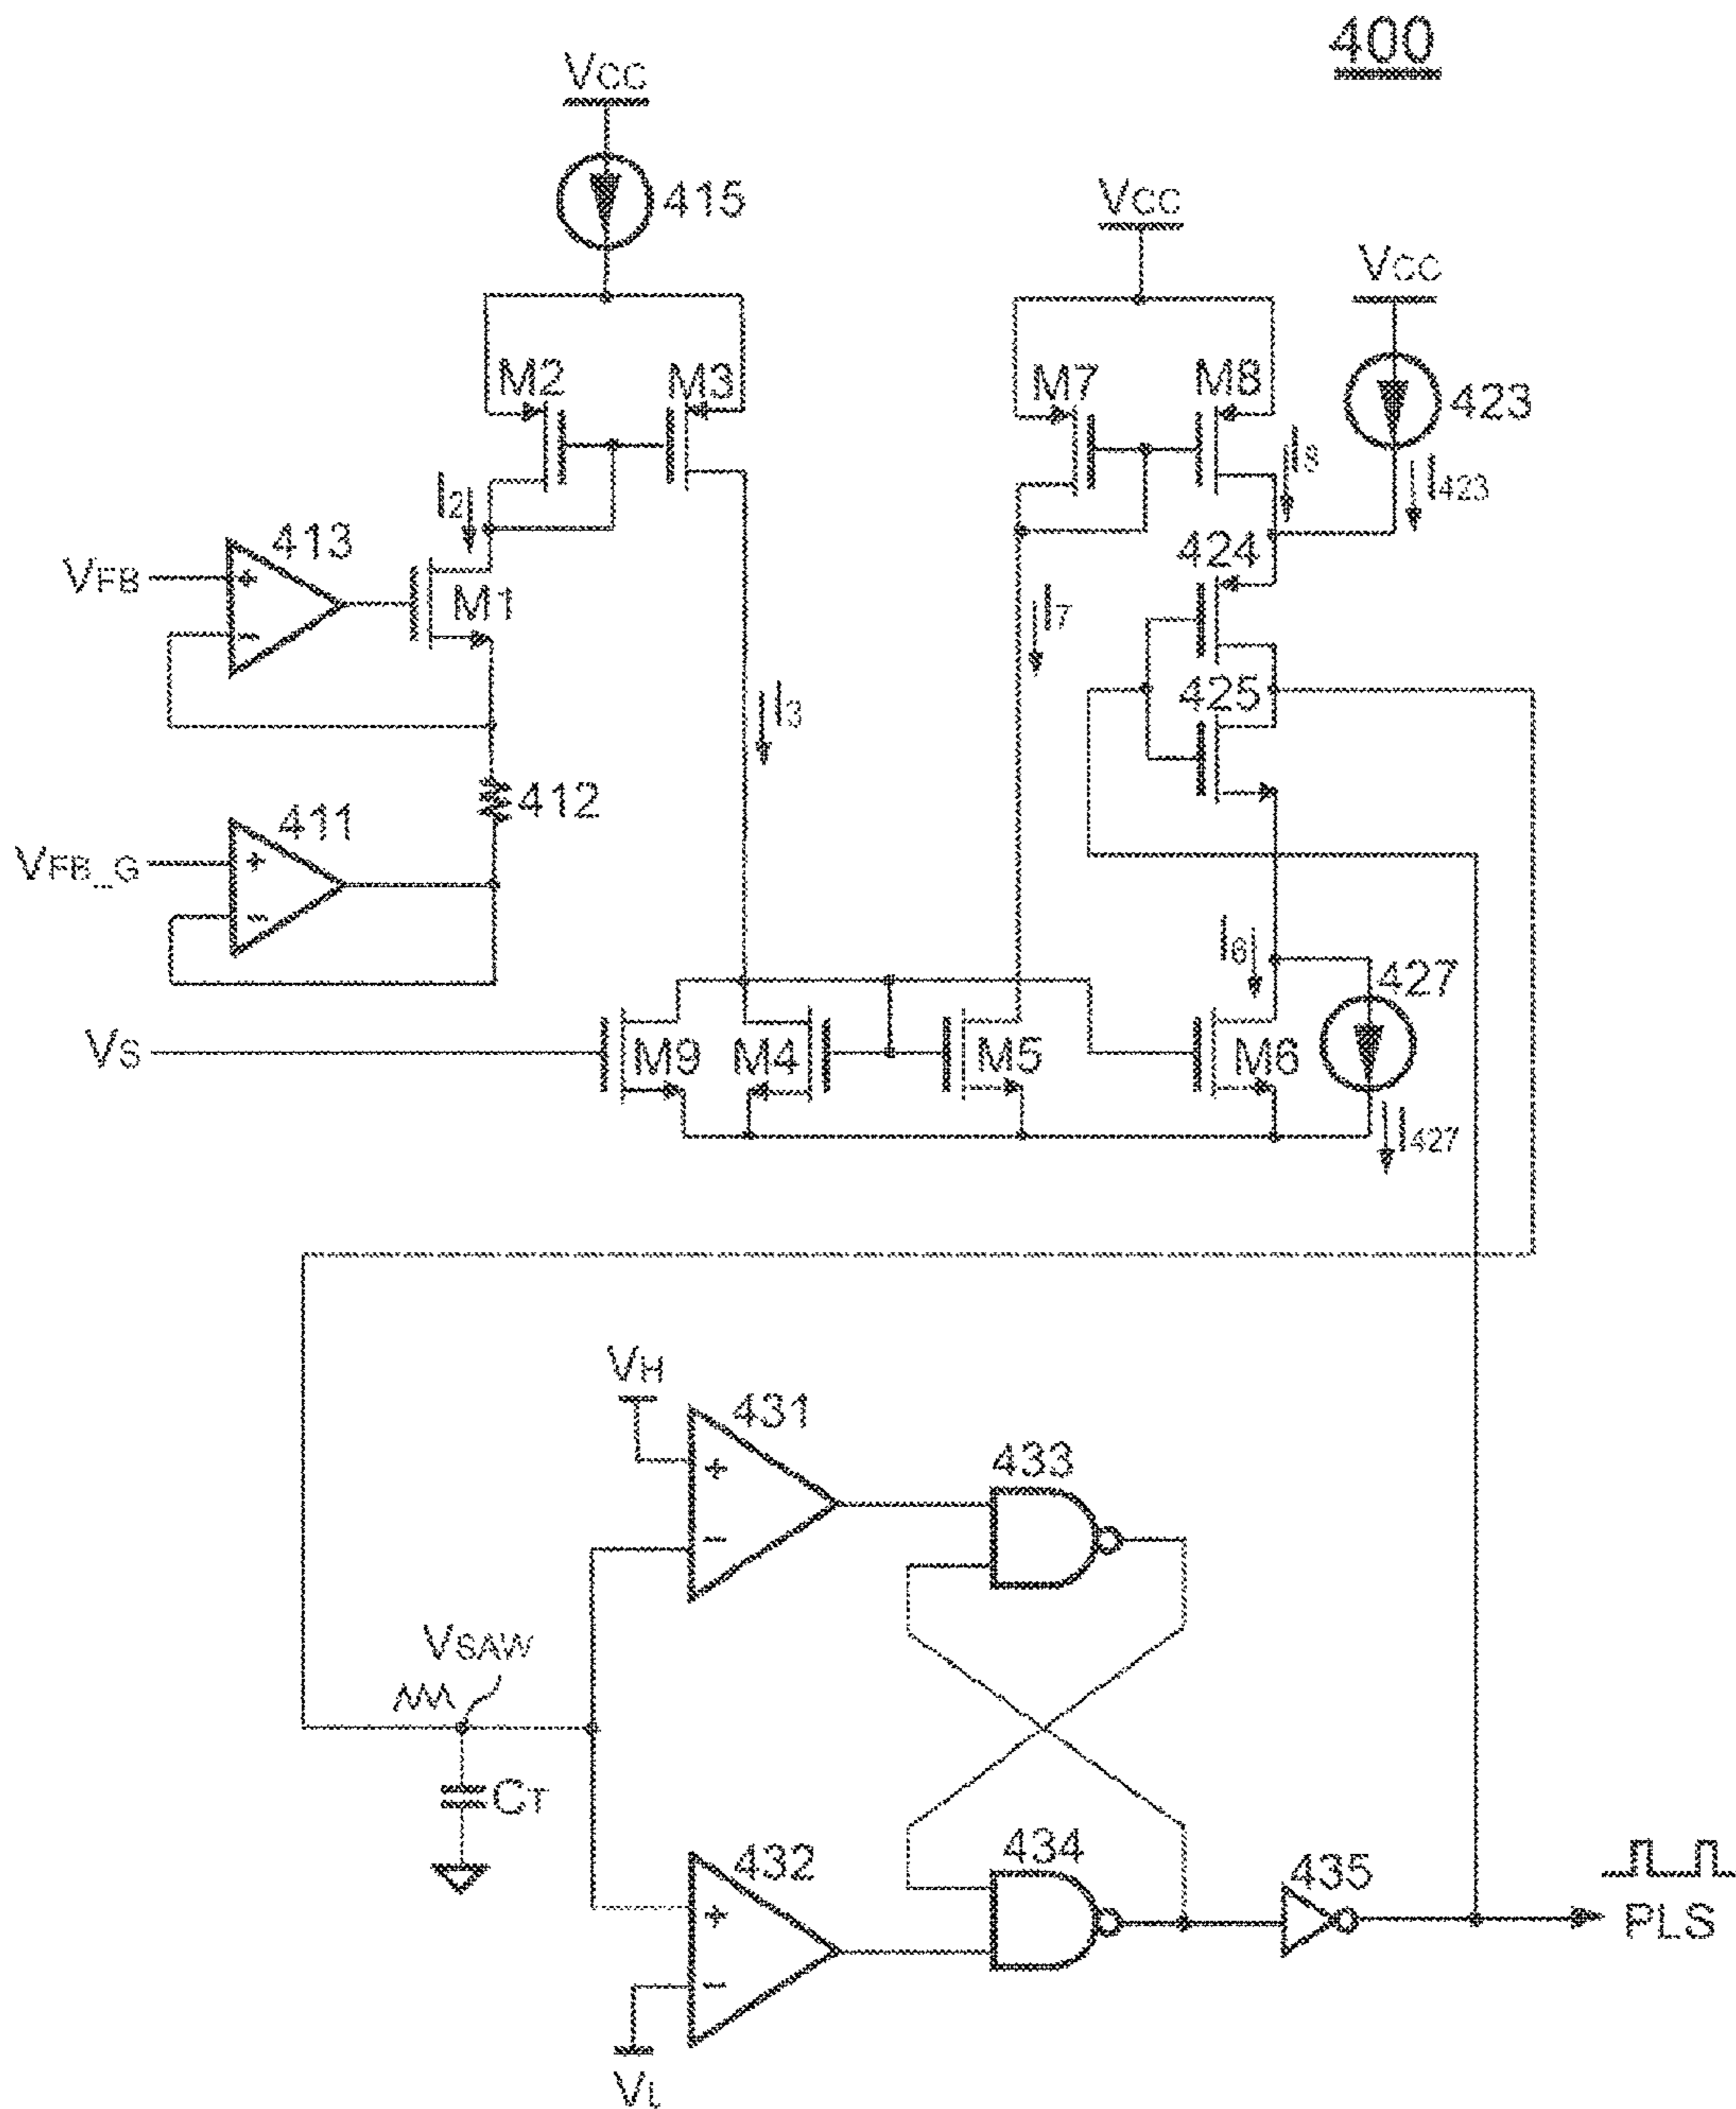 400
VCC
415
VCC
VCC
M2
M3
M7
M8
423
I2
I8
I423
413
424
VFB
+
−
M1
I7
425
I3
412
411
VFB_G
+
−
I6
427
VS
M9
M4
M5
M6
I427
VH
431
+
−
433
VSAW
CT
432
+
−
434
435
PLS
VL